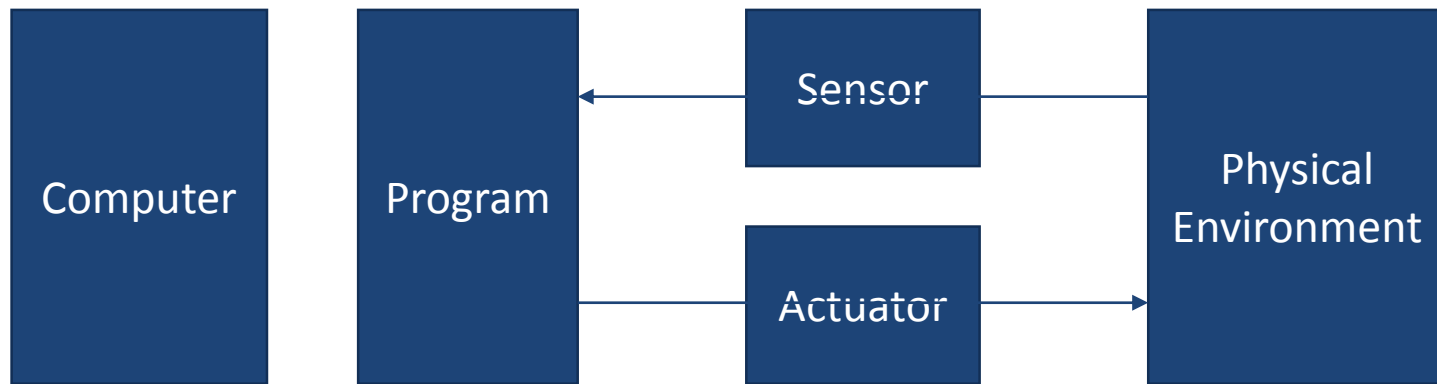 Computer
Program
Sensor
Actuator
Physical
Environment